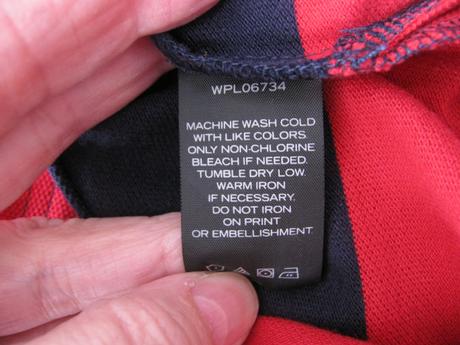 WPL06734
MACHINE WASH COLD
WITH LIKE COLORS.
ONLY NON-CHLORINE
BLEACH IF NEEDED.
TUMBLE DRY LOW.
WARM IRON
IF NECESSARY.
DO NOT IRON
ON PRINT
OR EMBELLISHMENT.